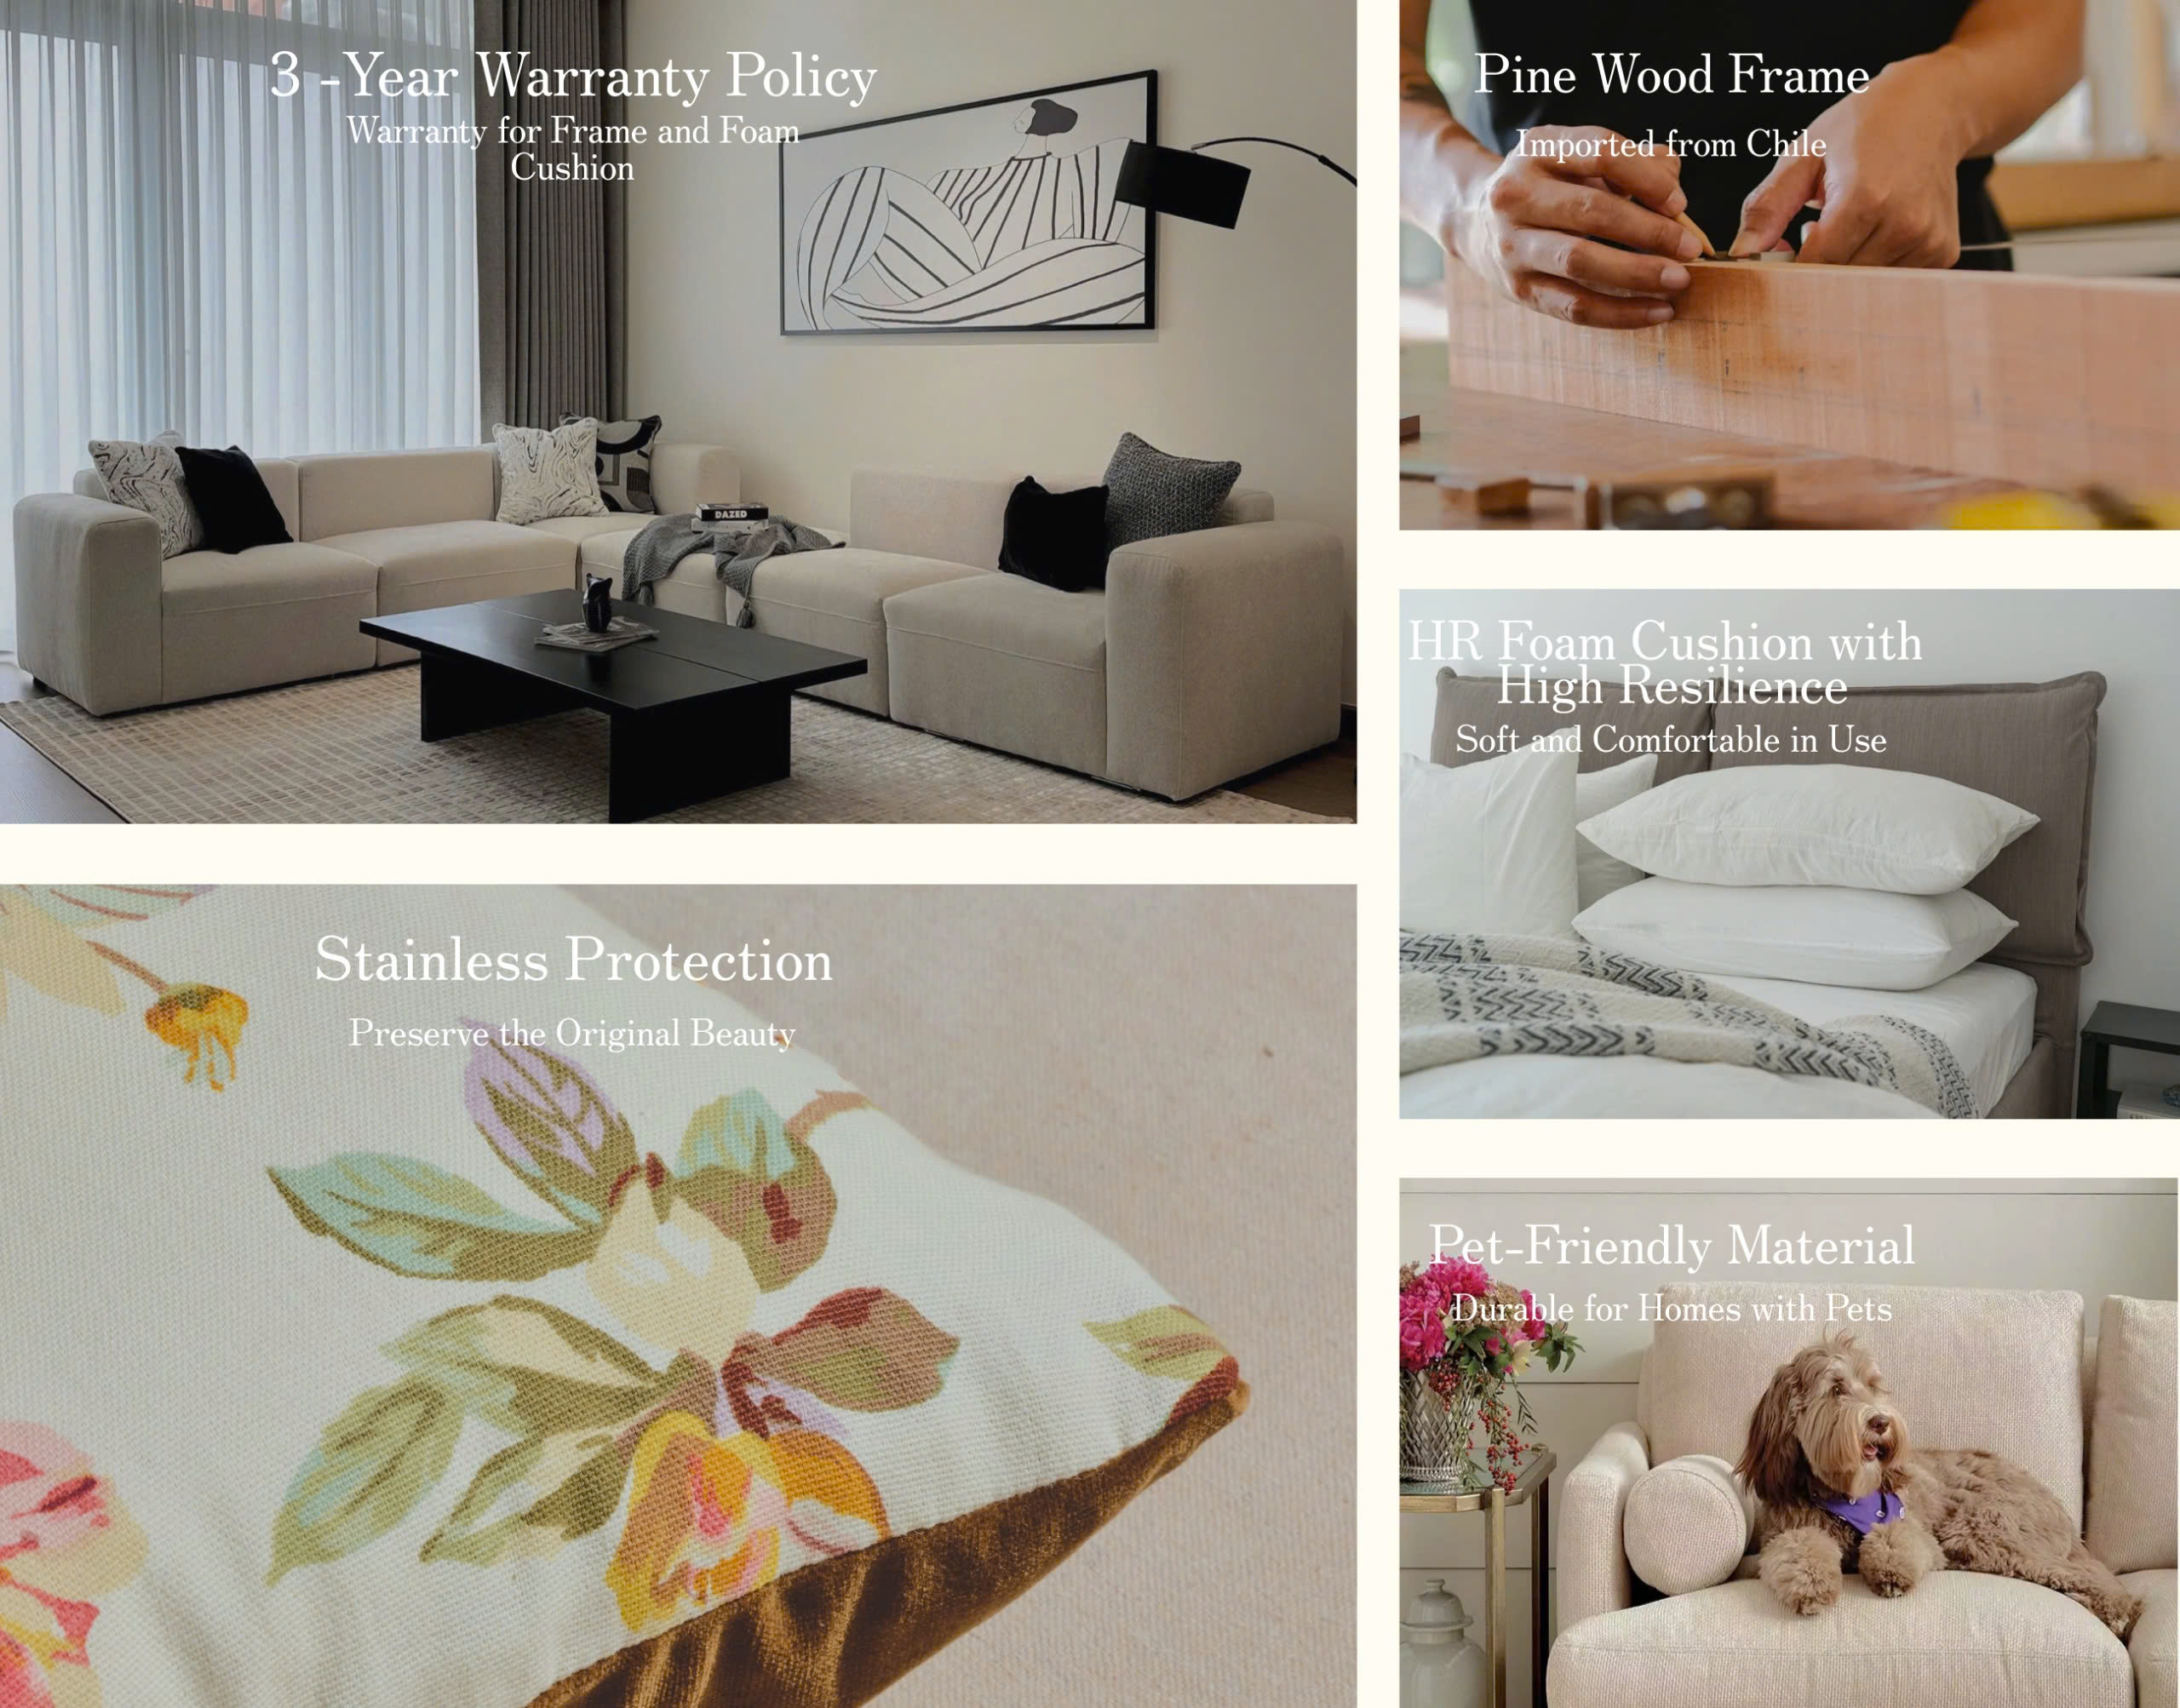 3 -Year Warranty Policy
Warranty for Frame and Foam
Cushion
DAZED
Pine Wood Frame
Imported from Chile
HR Foam Cushion with
High Resilience
Soft and Comfortable in Use
Stainless Protection
Preserve the Original Beauty
Pet-Friendly Material
Durable for Homes with Pets